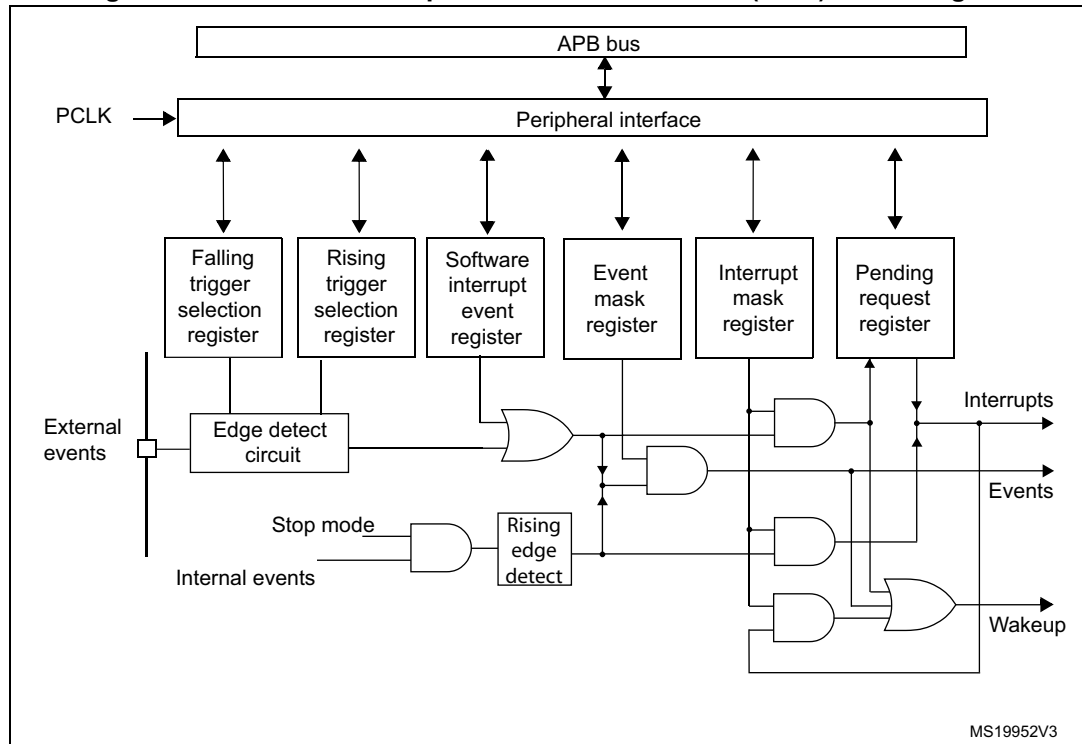 APB bus
PCLK
Peripheral interface
Falling
trigger
selection
register
Rising
trigger
selection
register
Software
interrupt
event
register
Event
mask
register
Interrupt
mask
register
Pending
request
register
External
events
Edge detect
circuit
Interrupts
Events
Stop mode
Internal events
Rising
edge
detect
Wakeup
MS19952V3